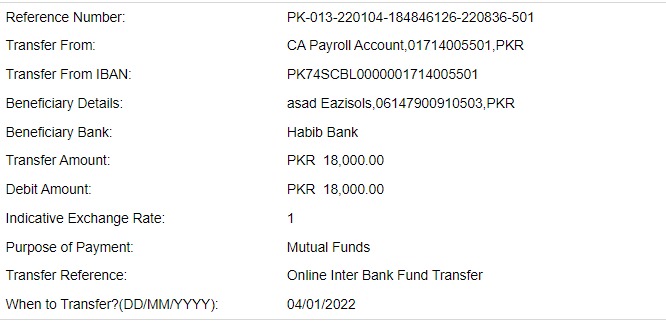 Reference Number: PK-013-220104-184846126-220836-501
Transfer From: CA Payroll Account,01714005501,PKR
Transfer From IBAN: PK74SCBL0000001714005501
Beneficiary Details: asad Eazisols,06147900910503,PKR
Beneficiary Bank: Habib Bank
Transfer Amount: PKR 18,000.00
Debit Amount: PKR 18,000.00
Indicative Exchange Rate: 1
Purpose of Payment: Mutual Funds
Transfer Reference: Online Inter Bank Fund Transfer
When to Transfer?(DD/MM/YYYY): 04/01/2022